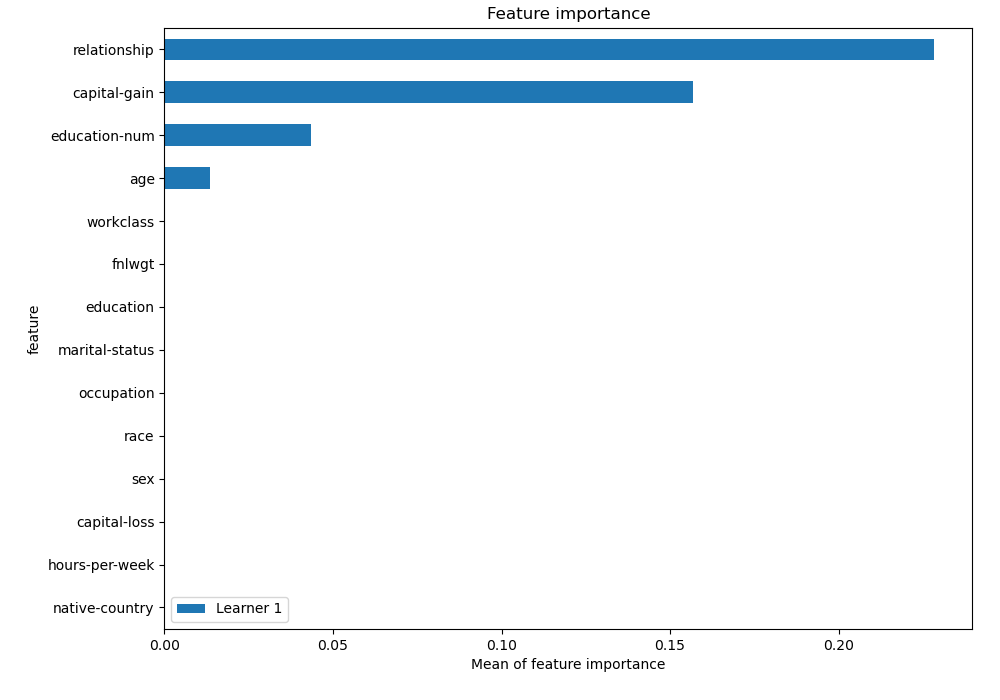 Feature importance
relationship
capital-gain
education-num
age
workclass
fnlwgt
education
marital-status
occupation
race
sex
capital-loss
hours-per-week
native-country
feature
Learner 1
0.00 0.05 0.10 0.15 0.20
Mean of feature importance